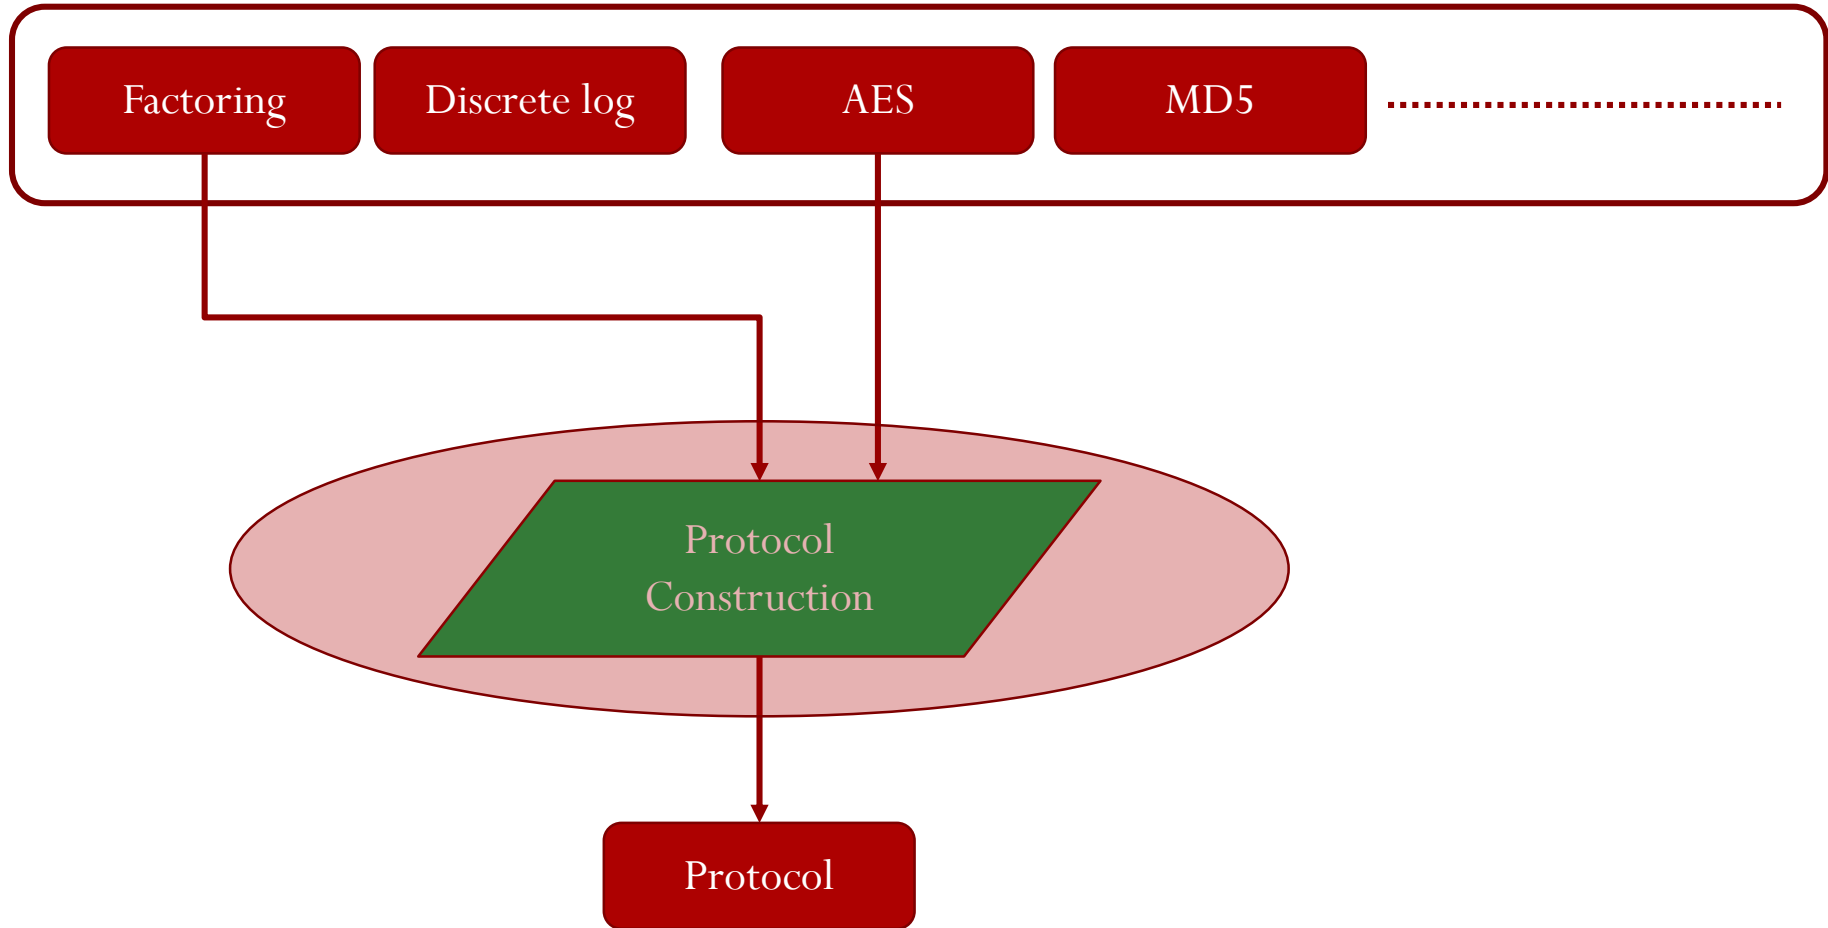 Factoring
Discrete log
AES
MD5
Protocol
Construction
Protocol